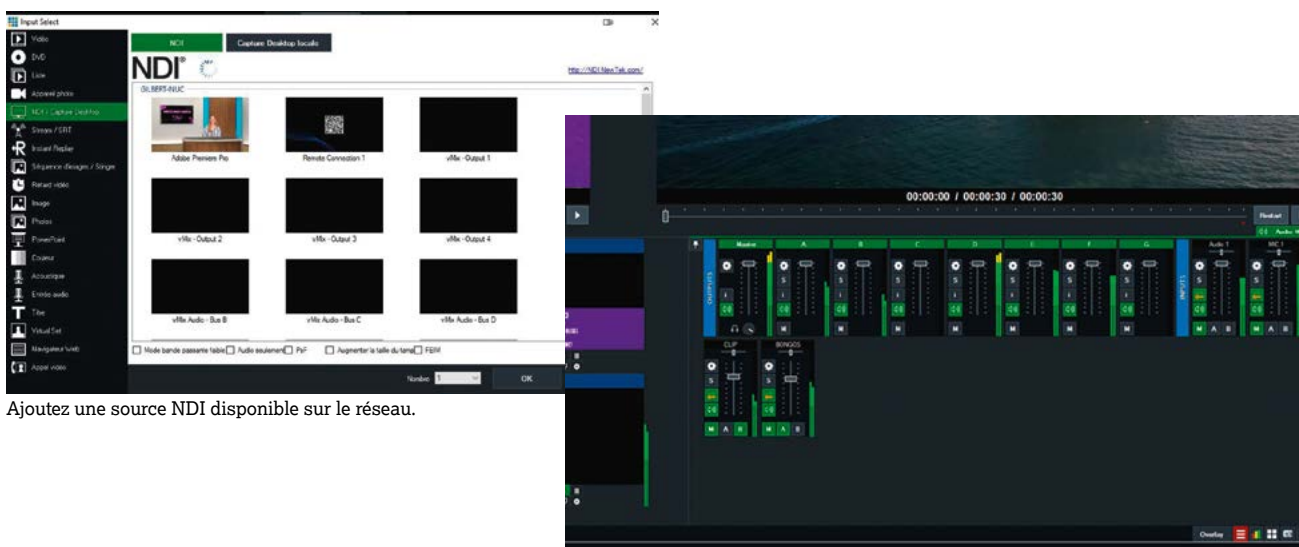 Input Select
Vidéo
DVD
Liste
Appareil photo
NDI / Capture Desktop
Stream / SRT
Instant Replay
Séquence d'images / Stinger
Retard vidéo
Image
Photos
PowerPoint
Couleur
Acoustique
Entrée audio
Titre
Virtual Set
Navigateur Web
Appel vidéo
NDI
Capture Desktop locale
NDI®
http://NDI.NewTek.com/
GILBERT-NUC
Adobe Premiere Pro
Remote Connection 1
vMix - Output 1
vMix - Output 2
vMix - Output 3
vMix - Output 4
vMix Audio - Bus B
vMix Audio - Bus C
vMix Audio - Bus D
Mode bande passante faible
Audio seulement
PsF
Augmenter la taille du tampon
Nombre 1
OK
Ajoutez une source NDI disponible sur le réseau.
00:00:00 / 00:00:30 / 00:00:30
Restart
Audio M
OUTPUTS
Master
A
B
C
D
E
F
G
INPUTS
Audio 1
MIC 1
S S S S S S S S S
M M M M M M M
M A B
M A B
CLIP
BONGOS
S S
M A B
M A B
Overlay